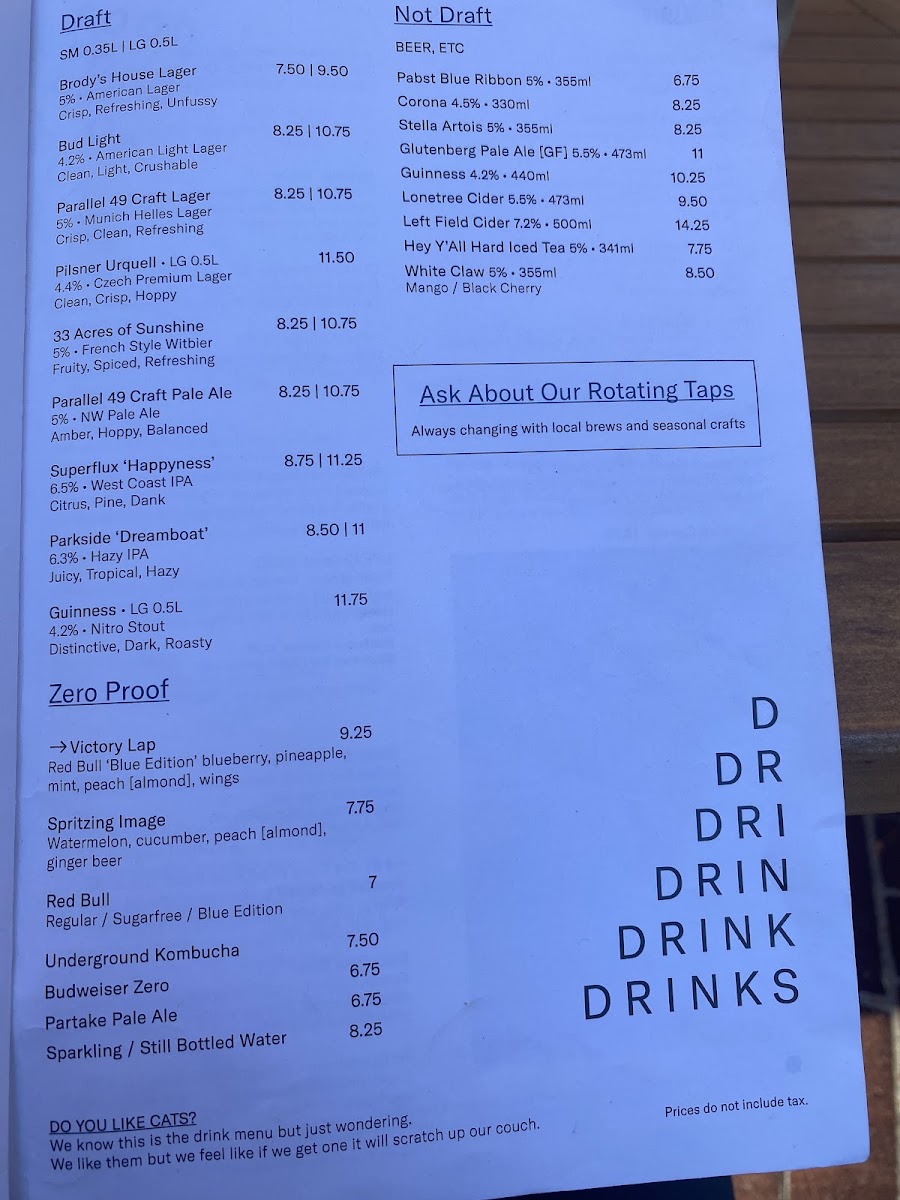 Draft
SM 0.35L | LG 0.5L
Brody's House Lager 7.50 | 9.50
5% • American Lager
Crisp, Refreshing, Unfussy
Bud Light 8.25 | 10.75
4.2% • American Light Lager
Clean, Light, Crushable
Parallel 49 Craft Lager 8.25 | 10.75
5% • Munich Helles Lager
Crisp, Clean, Refreshing
Pilsner Urquell • LG 0.5L 11.50
4.4% • Czech Premium Lager
Clean, Crisp, Hoppy
33 Acres of Sunshine 8.25 | 10.75
5% • French Style Witbier
Fruity, Spiced, Refreshing
Parallel 49 Craft Pale Ale 8.25 | 10.75
5% • NW Pale Ale
Amber, Hoppy, Balanced
Superflux 'Happyness' 8.75 | 11.25
6.5% • West Coast IPA
Citrus, Pine, Dank
Parkside 'Dreamboat' 8.50 | 11
6.3% • Hazy IPA
Juicy, Tropical, Hazy
Guinness • LG 0.5L 11.75
4.2% • Nitro Stout
Distinctive, Dark, Roasty
Zero Proof
→ Victory Lap 9.25
Red Bull 'Blue Edition' blueberry, pineapple,
mint, peach [almond], wings
Spritzing Image 7.75
Watermelon, cucumber, peach [almond],
ginger beer
Red Bull 7
Regular / Sugarfree / Blue Edition
Underground Kombucha 7.50
Budweiser Zero 6.75
Partake Pale Ale 6.75
Sparkling / Still Bottled Water 8.25
DO YOU LIKE CATS?
We know this is the drink menu but just wondering.
We like them but we feel like if we get one it will scratch up our couch.
Not Draft
BEER, ETC
Pabst Blue Ribbon 5% • 355ml 6.75
Corona 4.5% • 330ml 8.25
Stella Artois 5% • 355ml 8.25
Glutenberg Pale Ale [GF] 5.5% • 473ml 11
Guinness 4.2% • 440ml 10.25
Lonetree Cider 5.5% • 473ml 9.50
Left Field Cider 7.2% • 500ml 14.25
Hey Y'All Hard Iced Tea 5% • 341ml 7.75
White Claw 5% • 355ml 8.50
Mango / Black Cherry
Ask About Our Rotating Taps
Always changing with local brews and seasonal crafts
D
DR
DRI
DRIN
DRINK
DRINKS
Prices do not include tax.